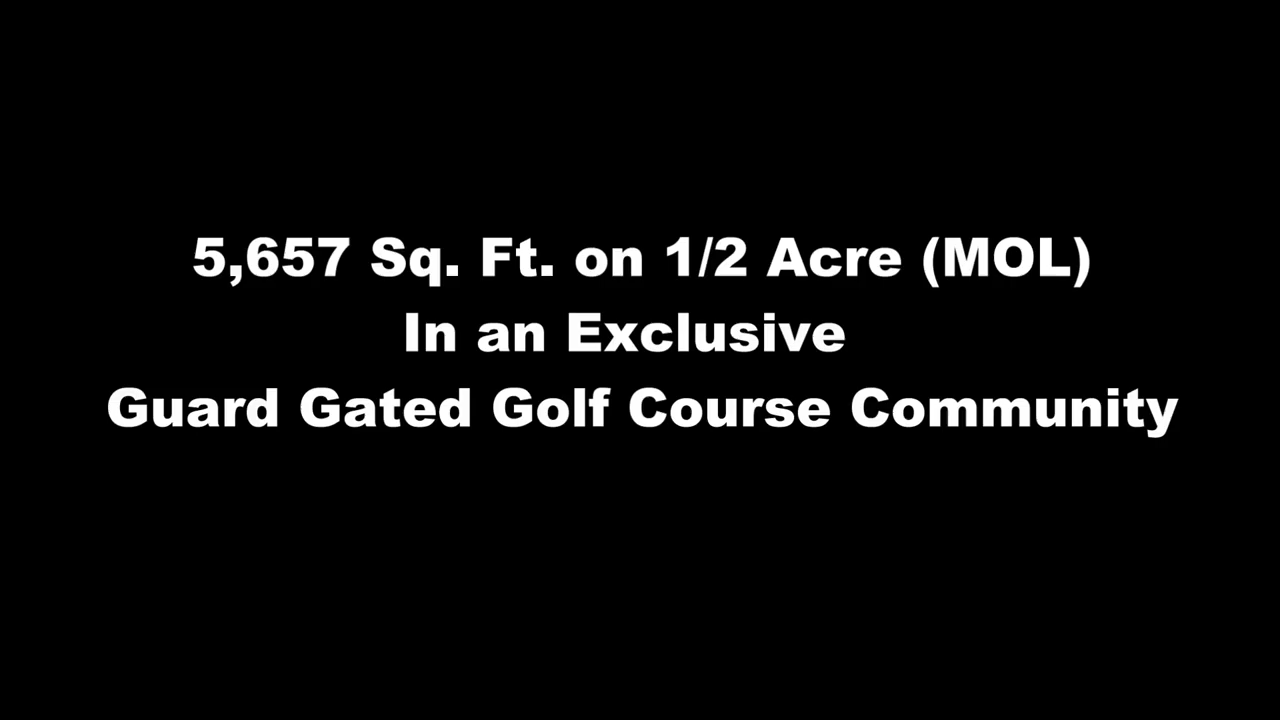 5,657 Sq. Ft. on 1/2 Acre (MOL)
In an Exclusive
Guard Gated Golf Course Community